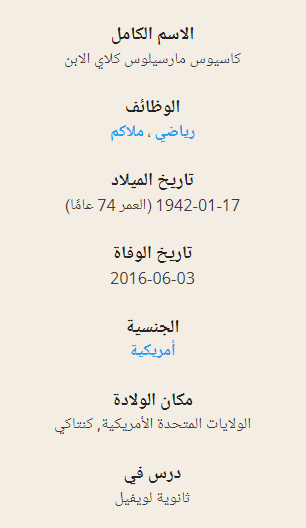 الاسم الكامل
كاسيوس مارسيلوس كلاي الابن
الوظائف
رياضي ، ملاكم
تاريخ الميلاد
1942-01-17 (العمر 74 عامًا)
تاريخ الوفاة
2016-06-03
الجنسية
أمريكية
مكان الولادة
الولايات المتحدة الأمريكية, كنتاكي
درس في
ثانوية لويفيل